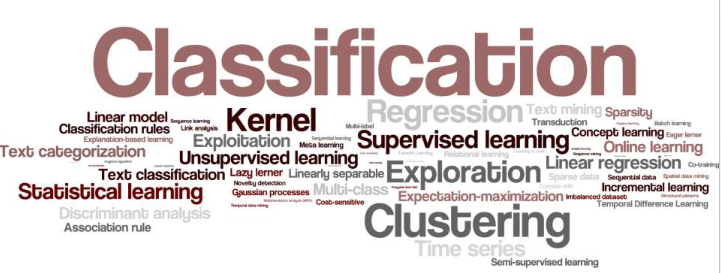 Classification
Linear model
Sequence learning
Kernel
Regression
Text mining
Sparsity
Classification rules
Link analysis
Multi-label
Transduction
Batch learning
Explanation-based learning
Exploitation
Sequential learning
Meta learning
Supervised learning
Concept learning
Eager lerner
Text categorization
Unsupervised learning
Relational learning
Online learning
Text classification
Lazy lerner
Linearly separable
Exploration
Linear regression
Co-training
Novelty detection
Sparse data
Sequential data
Spatial data mining
Statistical learning
Gaussian processes
Multi-class
Incremental learning
Cost-sensitive
Expectation-maximization
Imbalanced dataset
Structural patterns
Temporal data mining
Temporal Difference Learning
Discriminant analysis
Clustering
Association rule
Time series
Semi-supervised learning